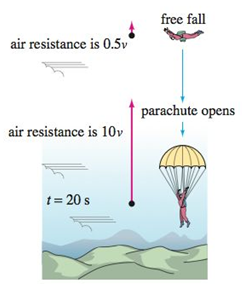 free fall
air resistance is 0.5v
parachute opens
air resistance is 10v
t = 20 s